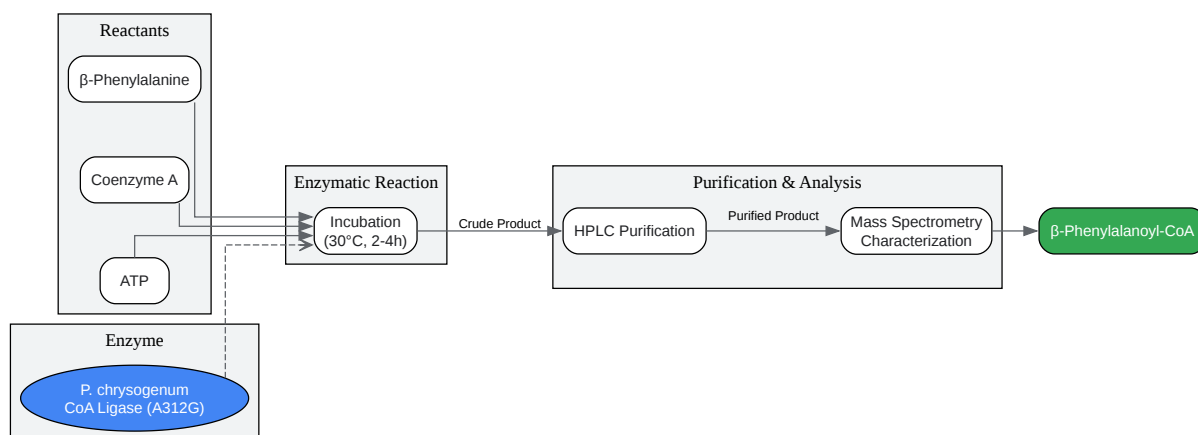 Reactants
β-Phenylalanine
Coenzyme A
ATP
Enzyme
P. chrysogenum
CoA Ligase (A312G)
Enzymatic Reaction
Incubation
(30°C, 2-4h)
Crude Product
Purification & Analysis
HPLC Purification
Purified Product
Mass Spectrometry
Characterization
β-Phenylalanoyl-CoA